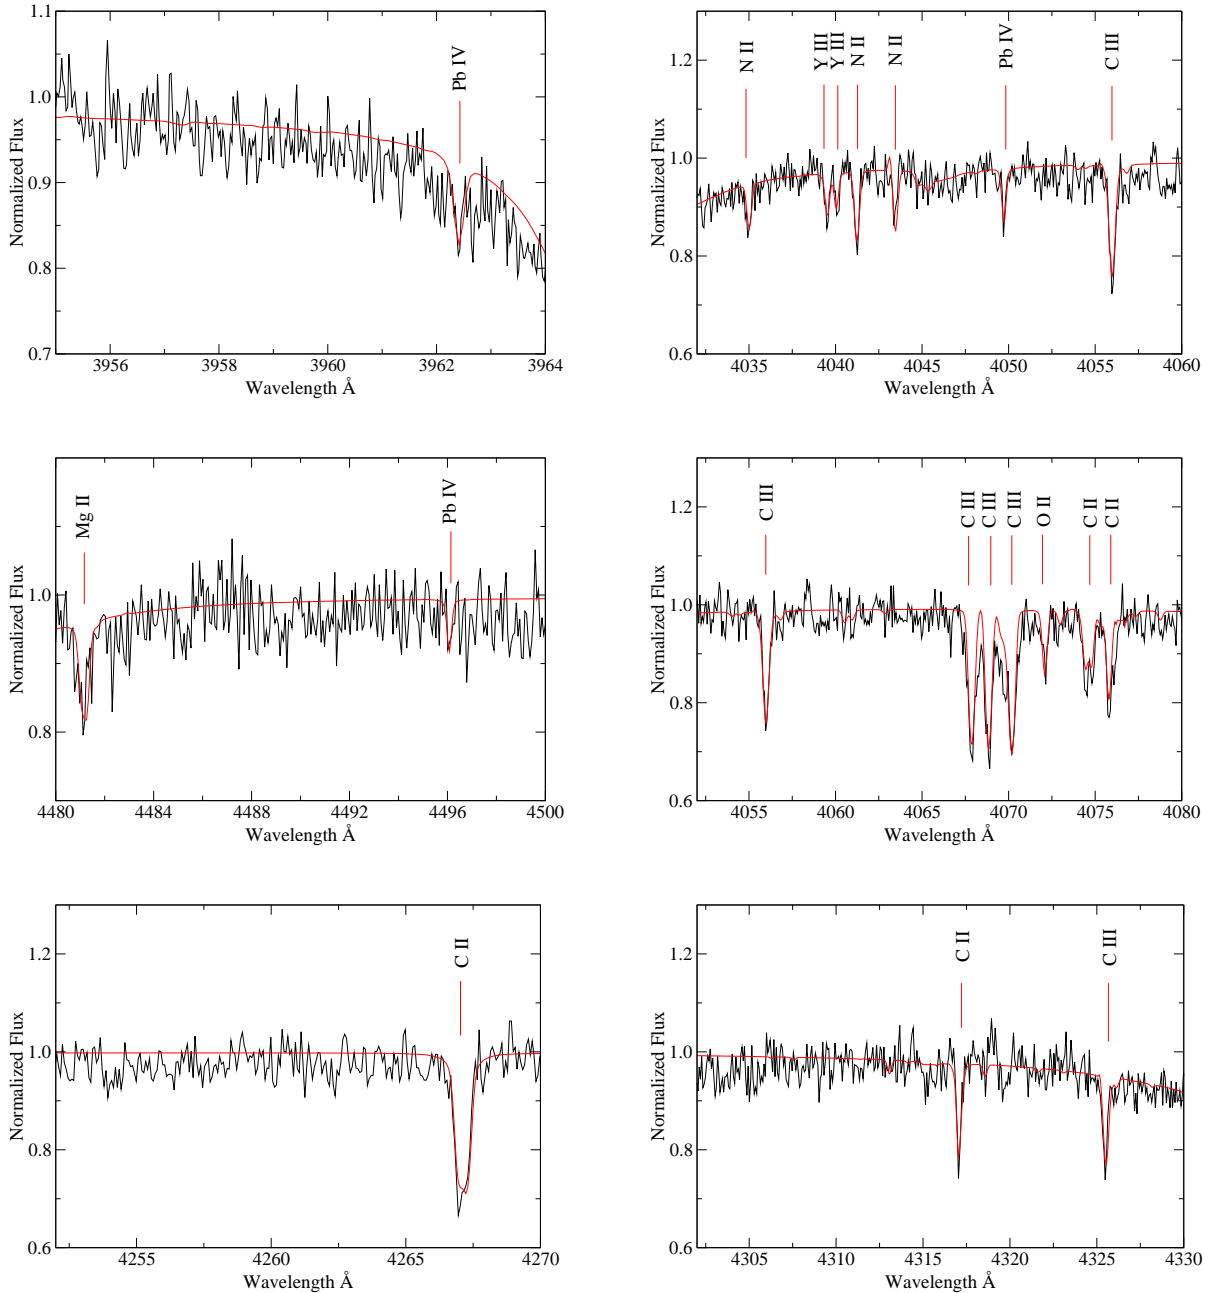 1.1
1.0
0.9
0.8
0.7
Normalized Flux
Pb IV
3956 3958 3960 3962 3964
Wavelength Å
1.2
1.0
0.8
0.6
Normalized Flux
N II Y III Y III N II N II Pb IV C III
4035 4040 4045 4050 4055 4060
Wavelength Å
1.0
0.8
Normalized Flux
Mg II Pb IV
4480 4484 4488 4492 4496 4500
Wavelength Å
1.2
1.0
0.8
0.6
Normalized Flux
C III C III C III C III O II C II C II
4055 4060 4065 4070 4075 4080
Wavelength Å
1.2
1.0
0.8
0.6
Normalized Flux
C II
4255 4260 4265 4270
Wavelength Å
1.2
1.0
0.8
0.6
Normalized Flux
C II C III
4305 4310 4315 4320 4325 4330
Wavelength Å